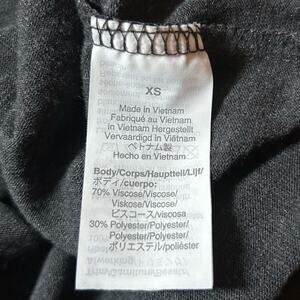 XS
Made in Vietnam
Fabriqué au Vietnam
in Vietnam Hergestellt
Vervaardigd in Vietnam
ベトナム製
Hecho en Vietnam
Body/Corps/Hauptteil/Lijf/
ボディ/cuerpo:
70% Viscose/Viscose/
Viskose/Viscose/
ビスコース/viscosa
30% Polyester/Polyester/
Polyester/Polyester/
ポリエステル/poliéster